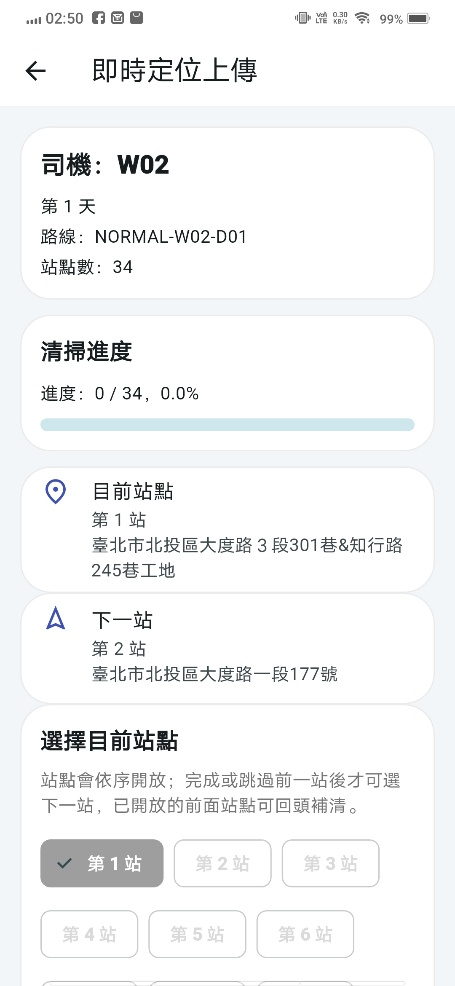 02:50
VoA LTE 0.30 KB/s 99%
即時定位上傳
司機：W02
第 1 天
路線：NORMAL-W02-D01
站點數：34
清掃進度
進度：0 / 34，0.0%
目前站點
第 1 站
臺北市北投區大度路 3 段301巷&知行路
245巷工地
下一站
第 2 站
臺北市北投區大度路一段177號
選擇目前站點
站點會依序開放；完成或跳過前一站後才可選
下一站，已開放的前面站點可回頭補清。
第 1 站 第 2 站 第 3 站
第 4 站 第 5 站 第 6 站